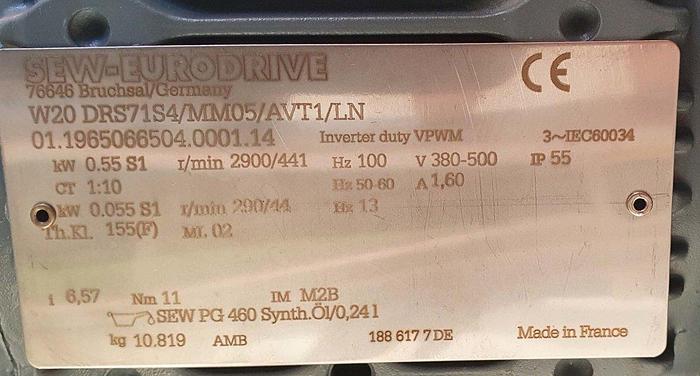 SEW-EURODRIVE
76646 Bruchsal/Germany
CE
W20 DRS71S4/MM05/AVT1/LN
01.1965066504.0001.14 Inverter duty VPWM 3~IEC60034
kW 0.55 S1 r/min 2900/441 Hz 100 V 380-500 IP 55
CT 1:10 Hz 50-60 A 1,60
kW 0.055 S1 r/min 290/44 Hz 13
Th.Kl. 155(F) ML 02
i 6,57 Nm 11 IM M2B
SEW PG 460 Synth.Öl/0,24 l
kg 10.819 AMB 188 617 7 DE Made in France